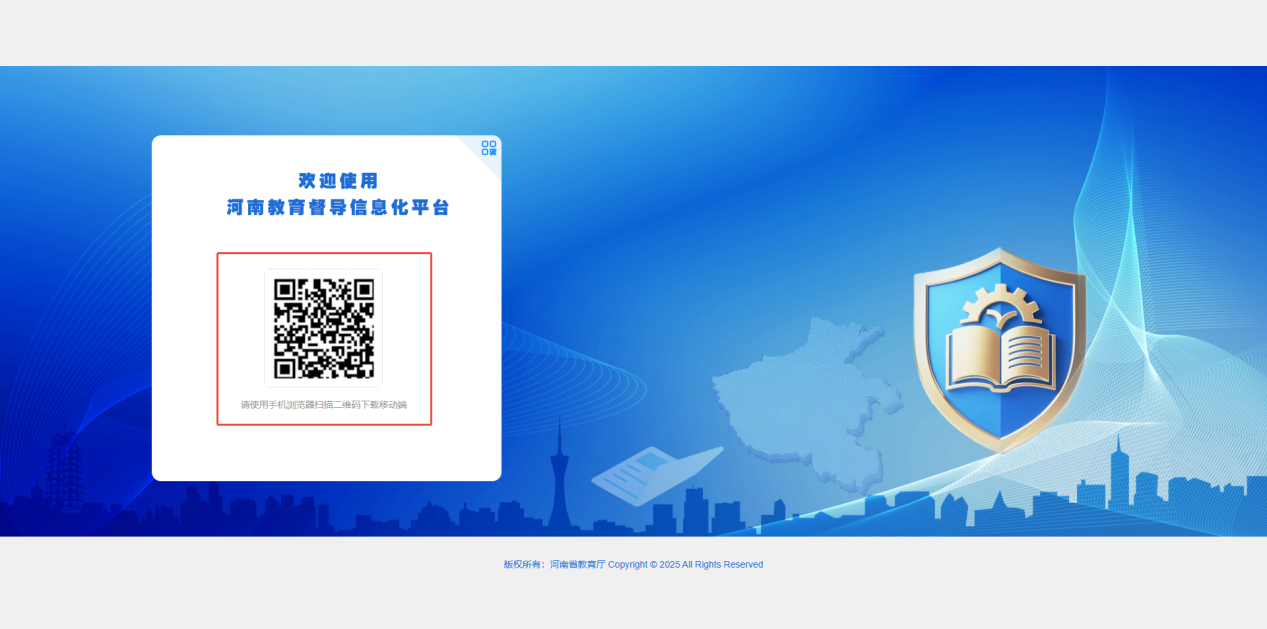 欢迎使用
河南教育督导信息化平台
请使用手机浏览器扫描二维码下载移动端
版权所有：河南省教育厅 Copyright © 2025 All Rights Reserved